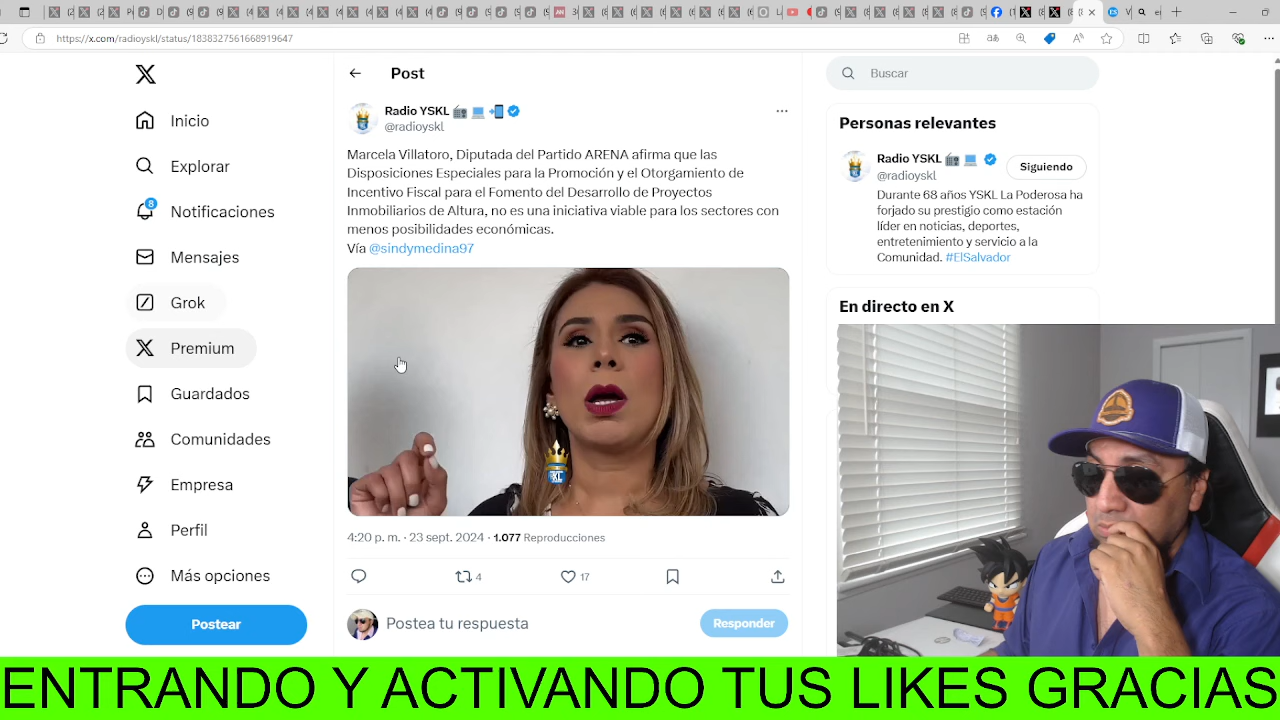 https://x.com/radioyskl/status/1838327561668919647
Post
Buscar
Inicio
Explorar
8
Notificaciones
Mensajes
Grok
Premium
Guardados
Comunidades
Empresa
Perfil
Más opciones
Postear
Radio YSKL
@radioyskl
Marcela Villatoro, Diputada del Partido ARENA afirma que las
Disposiciones Especiales para la Promoción y el Otorgamiento de
Incentivo Fiscal para el Fomento del Desarrollo de Proyectos
Inmobiliarios de Altura, no es una iniciativa viable para los sectores con
menos posibilidades económicas.
Vía @sindymedina97
KL
4:20 p. m. · 23 sept. 2024 · 1.077 Reproducciones
4
17
Postea tu respuesta
Responder
Personas relevantes
Radio YSKL
@radioyskl
Siguiendo
Durante 68 años YSKL La Poderosa ha
forjado su prestigio como estación
líder en noticias, deportes,
entretenimiento y servicio a la
Comunidad. #ElSalvador
En directo en X
ENTRANDO Y ACTIVANDO TUS LIKES GRACIAS